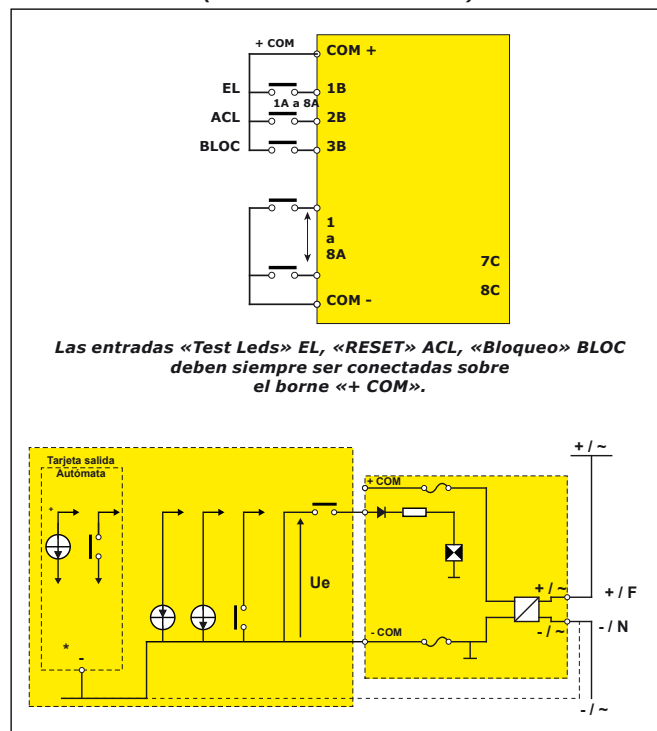 + COM
COM +
EL
1B
1A a 8A
ACL
2B
BLOC
3B
1
a
8A
7C
8C
COM -
Las entradas «Test Leds» EL, «RESET» ACL, «Bloqueo» BLOC
deben siempre ser conectadas sobre
el borne «+ COM».
+ / ~
Tarjeta salida
Autómata
+ COM
+
Ue
+ / ~
+ / F
- COM
- / ~
- / N
*
-
- / ~